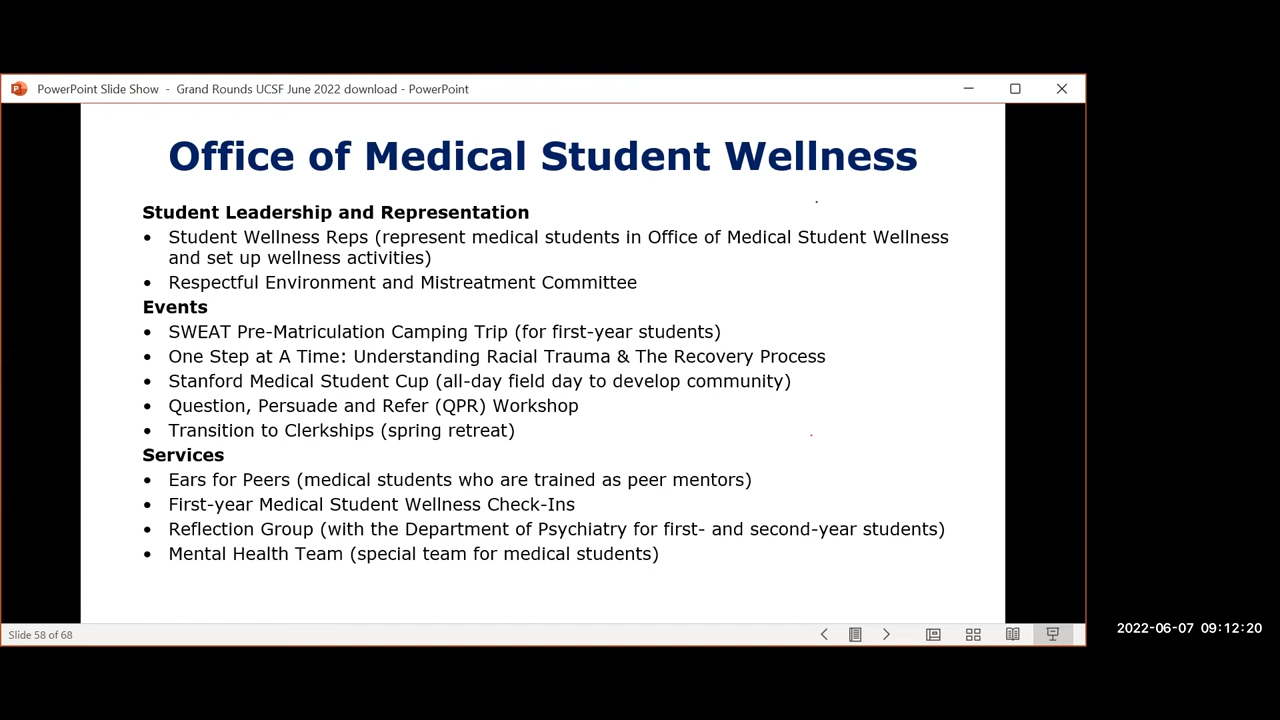 PowerPoint Slide Show - Grand Rounds UCSF June 2022 download - PowerPoint
Office of Medical Student Wellness
Student Leadership and Representation
• Student Wellness Reps (represent medical students in Office of Medical Student Wellness
and set up wellness activities)
• Respectful Environment and Mistreatment Committee
Events
• SWEAT Pre-Matriculation Camping Trip (for first-year students)
• One Step at A Time: Understanding Racial Trauma & The Recovery Process
• Stanford Medical Student Cup (all-day field day to develop community)
• Question, Persuade and Refer (QPR) Workshop
• Transition to Clerkships (spring retreat)
Services
• Ears for Peers (medical students who are trained as peer mentors)
• First-year Medical Student Wellness Check-Ins
• Reflection Group (with the Department of Psychiatry for first- and second-year students)
• Mental Health Team (special team for medical students)
Slide 58 of 68
2022-06-07 09:12:20